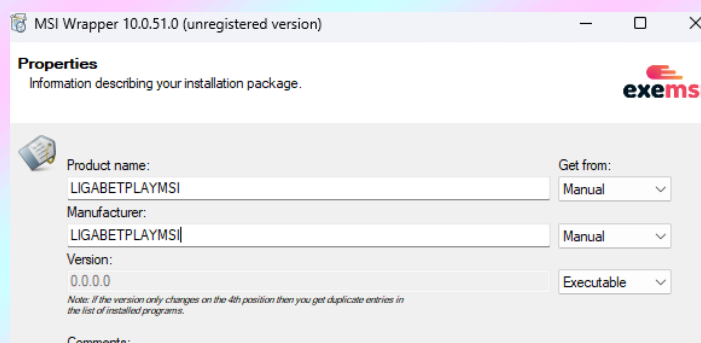 MSI Wrapper 10.0.51.0 (unregistered version)
Properties
Information describing your installation package.
exems
Product name:
Get from:
LIGABETPLAYMSI
Manual
Manufacturer:
LIGABETPLAYMSI
Manual
Version:
0.0.0.0
Executable
Note: If the version only changes on the 4th position then you get duplicate entries in
the list of installed programs.
Comments: